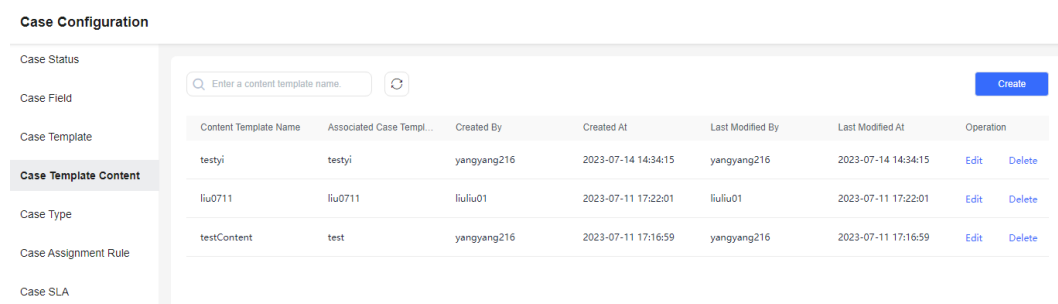 Case Configuration
Case Status
Case Field
Case Template
Case Template Content
Case Type
Case Assignment Rule
Case SLA
Enter a content template name.
Create
Content Template Name Associated Case Templ... Created By Created At Last Modified By Last Modified At Operation
testyi testyi yangyang216 2023-07-14 14:34:15 yangyang216 2023-07-14 14:34:15 Edit Delete
liu0711 liu0711 liuliu01 2023-07-11 17:22:01 liuliu01 2023-07-11 17:22:01 Edit Delete
testContent test yangyang216 2023-07-11 17:16:59 yangyang216 2023-07-11 17:16:59 Edit Delete